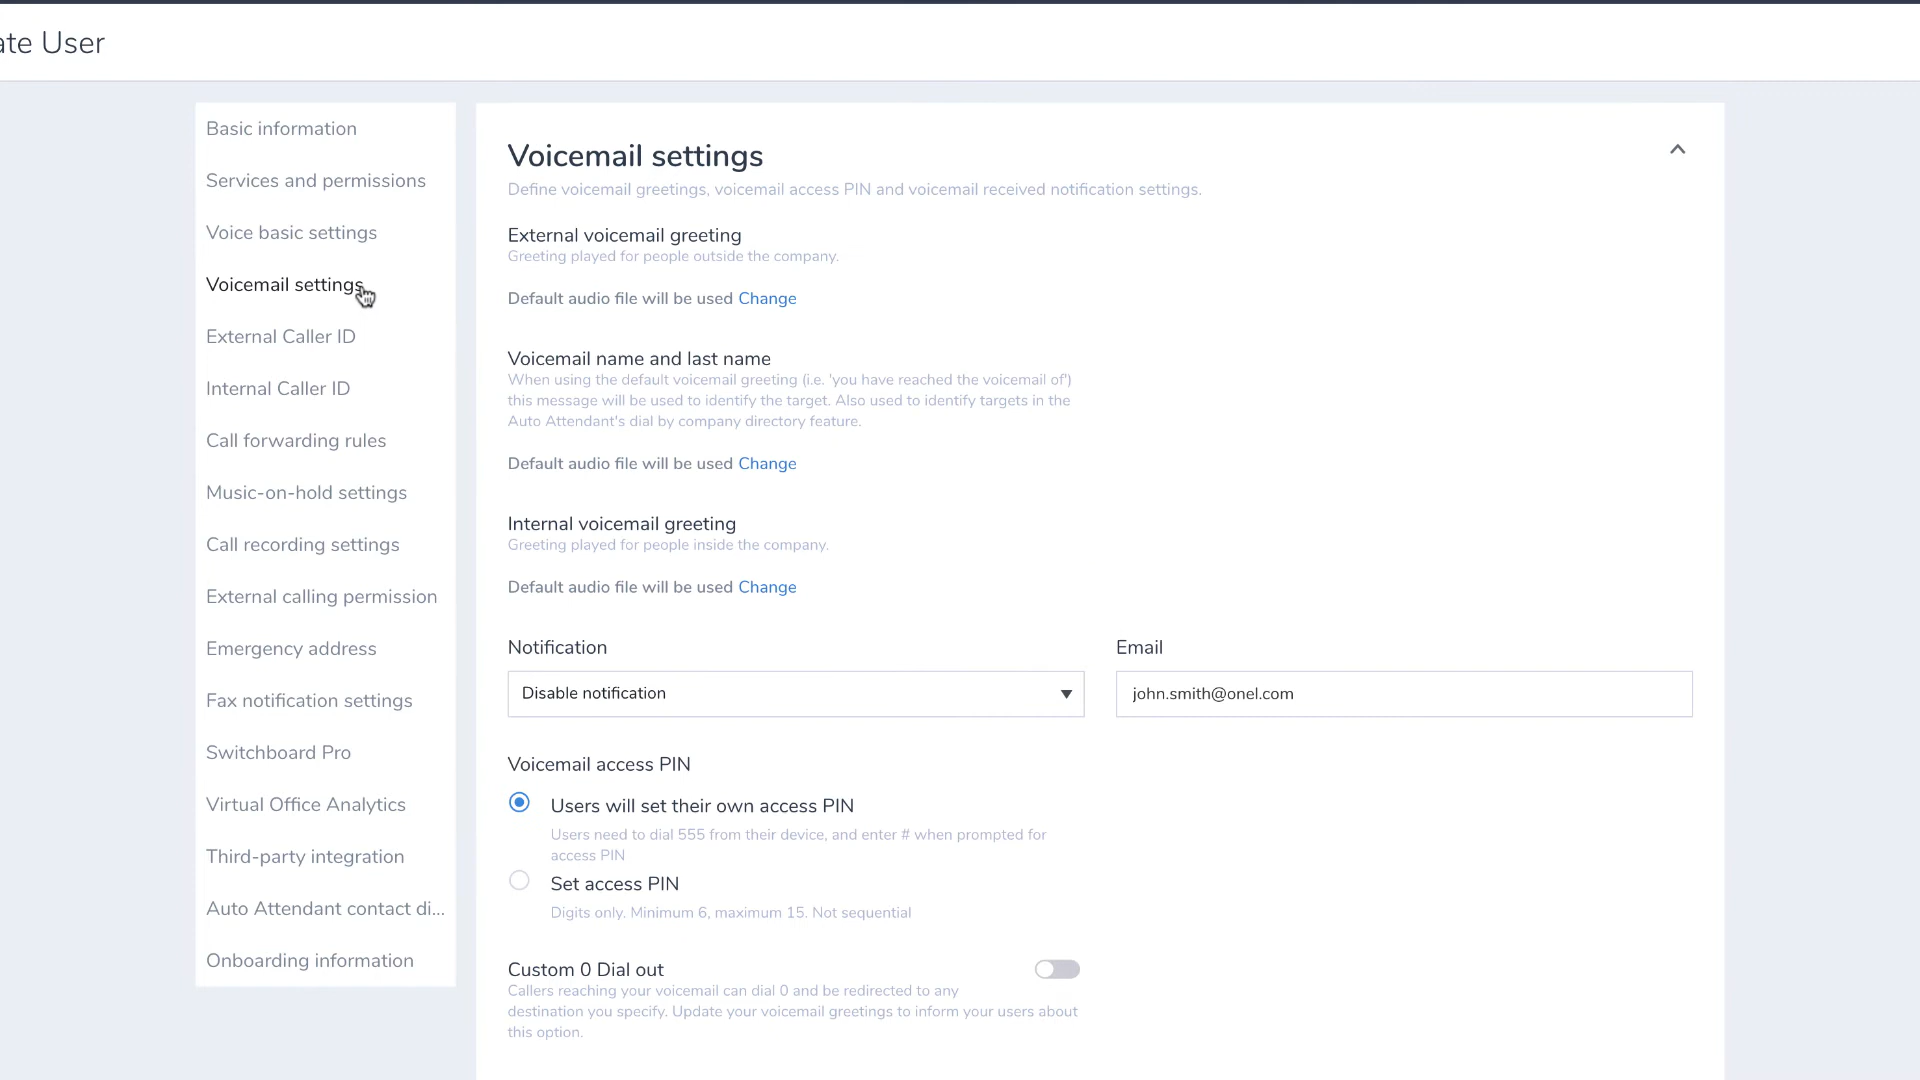 ate User
Basic information
Services and permissions
Voice basic settings
Voicemail settings
External Caller ID
Internal Caller ID
Call forwarding rules
Music-on-hold settings
Call recording settings
External calling permission
Emergency address
Fax notification settings
Switchboard Pro
Virtual Office Analytics
Third-party integration
Auto Attendant contact di...
Onboarding information
Voicemail settings
Define voicemail greetings, voicemail access PIN and voicemail received notification settings.
External voicemail greeting
Greeting played for people outside the company.
Default audio file will be used Change
Voicemail name and last name
When using the default voicemail greeting (i.e. 'you have reached the voicemail of')
this message will be used to identify the target. Also used to identify targets in the
Auto Attendant's dial by company directory feature.
Default audio file will be used Change
Internal voicemail greeting
Greeting played for people inside the company.
Default audio file will be used Change
Notification
Disable notification
Email
john.smith@onel.com
Voicemail access PIN
Users will set their own access PIN
Users need to dial 555 from their device, and enter # when prompted for
access PIN
Set access PIN
Digits only. Minimum 6, maximum 15. Not sequential
Custom 0 Dial out
Callers reaching your voicemail can dial 0 and be redirected to any
destination you specify. Update your voicemail greetings to inform your users about
this option.